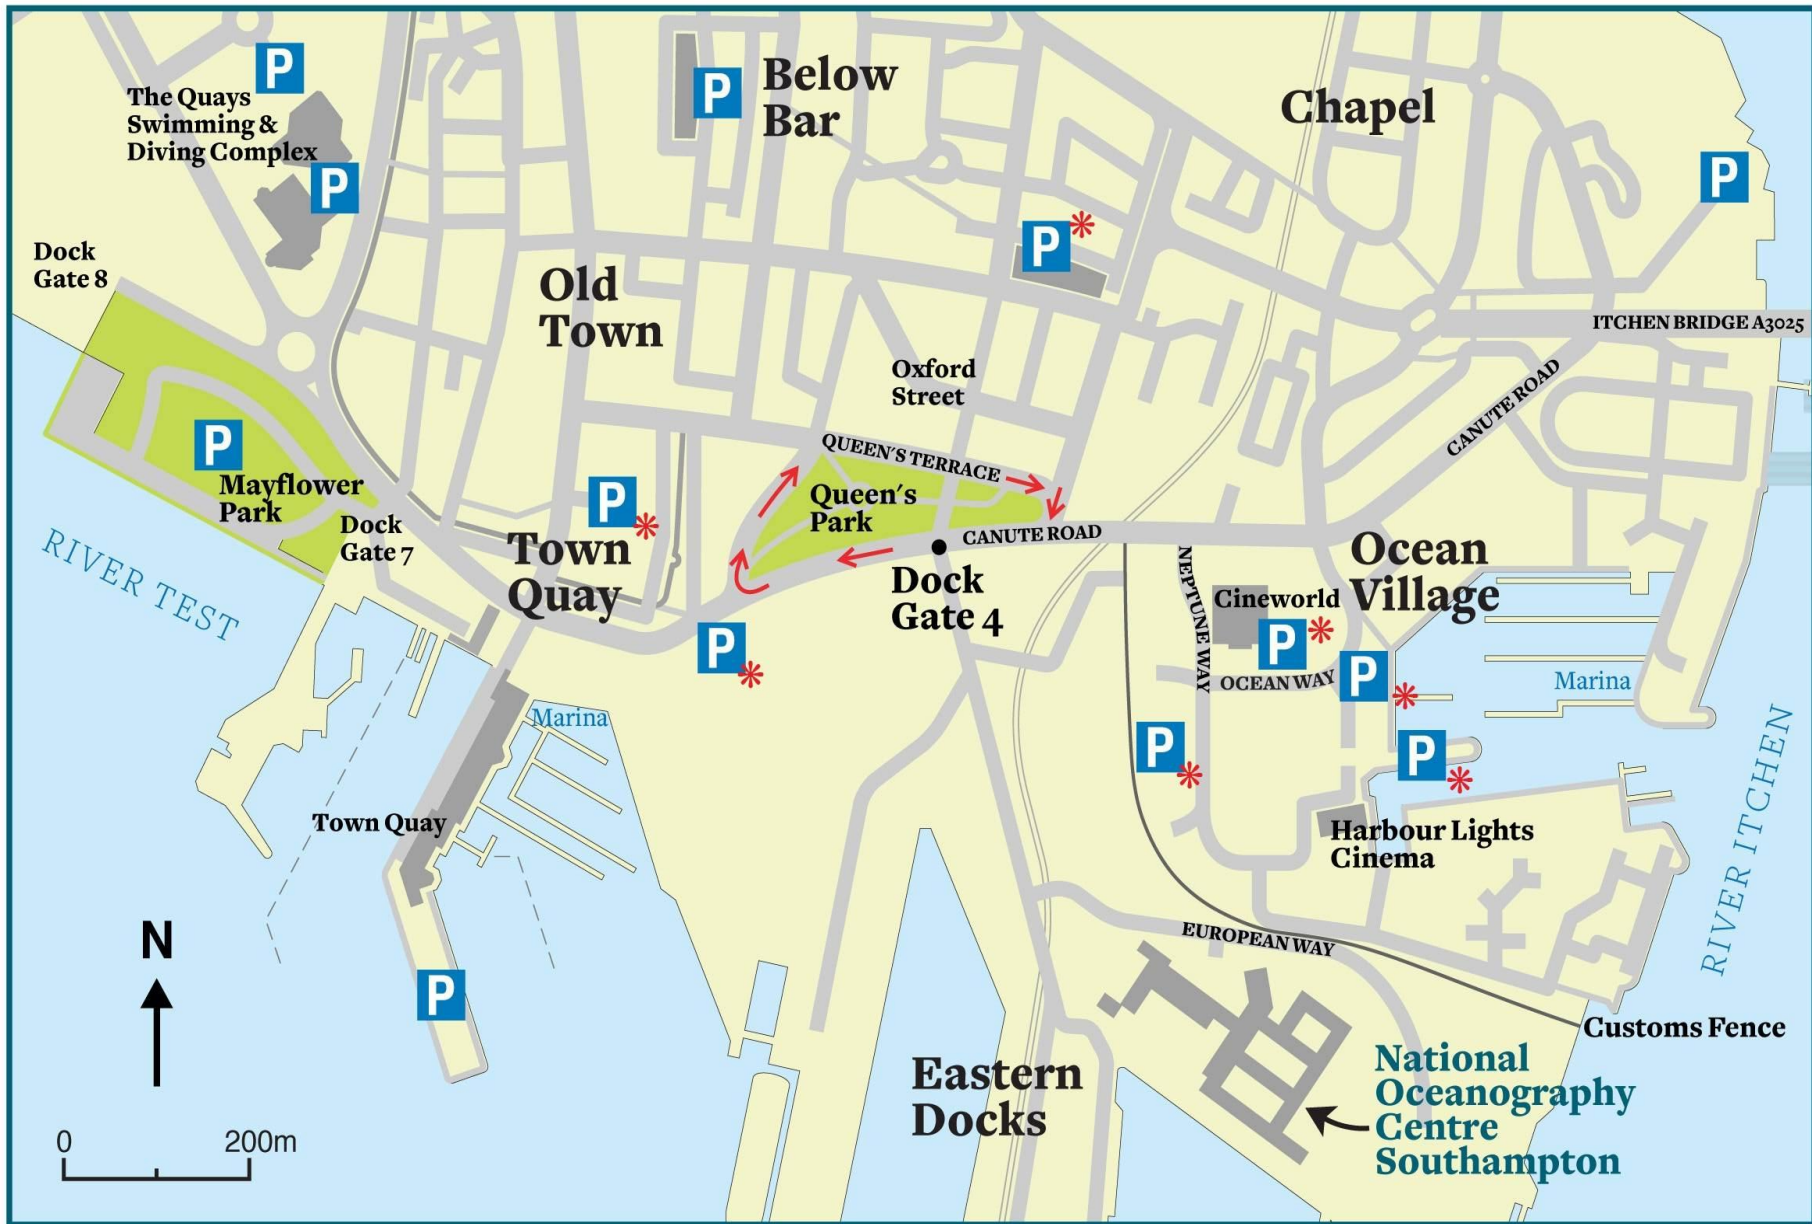 P
The Quays
Swimming &
Diving Complex
P
P
Below
Bar
Chapel
P
Dock
Gate 8
P*
Old
Town
ITCHEN BRIDGE A3025
Oxford
Street
CANUTE ROAD
P
Mayflower
Park
QUEEN'S TERRACE
Queen's
Park
P*
Dock
Gate 7
RIVER TEST
Town
Quay
CANUTE ROAD
Dock
Gate 4
NEPTUNE WAY
Ocean
Village
Cineworld
P*
P*
OCEAN WAY
P*
Marina
Marina
P*
P*
RIVER ITCHEN
Town Quay
Harbour Lights
Cinema
N
EUROPEAN WAY
P
Customs Fence
Eastern
Docks
National
Oceanography
Centre
Southampton
0 200m